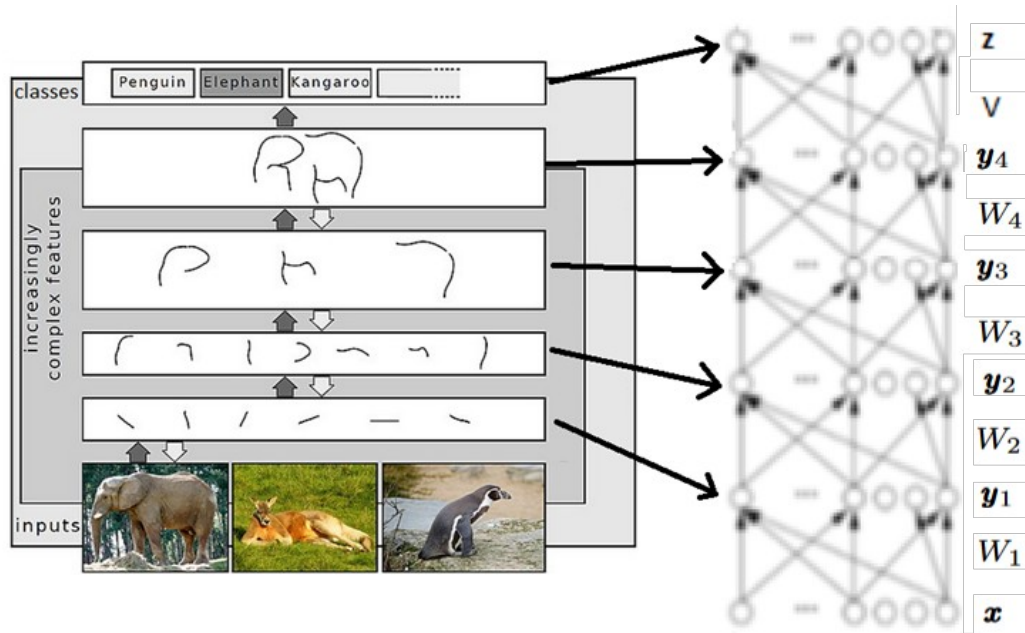 classes
Penguin
Elephant
Kangaroo
increasingly
complex features
inputs
...
z
V
...
y4
W4
...
y3
W3
...
y2
W2
...
y1
W1
...
x